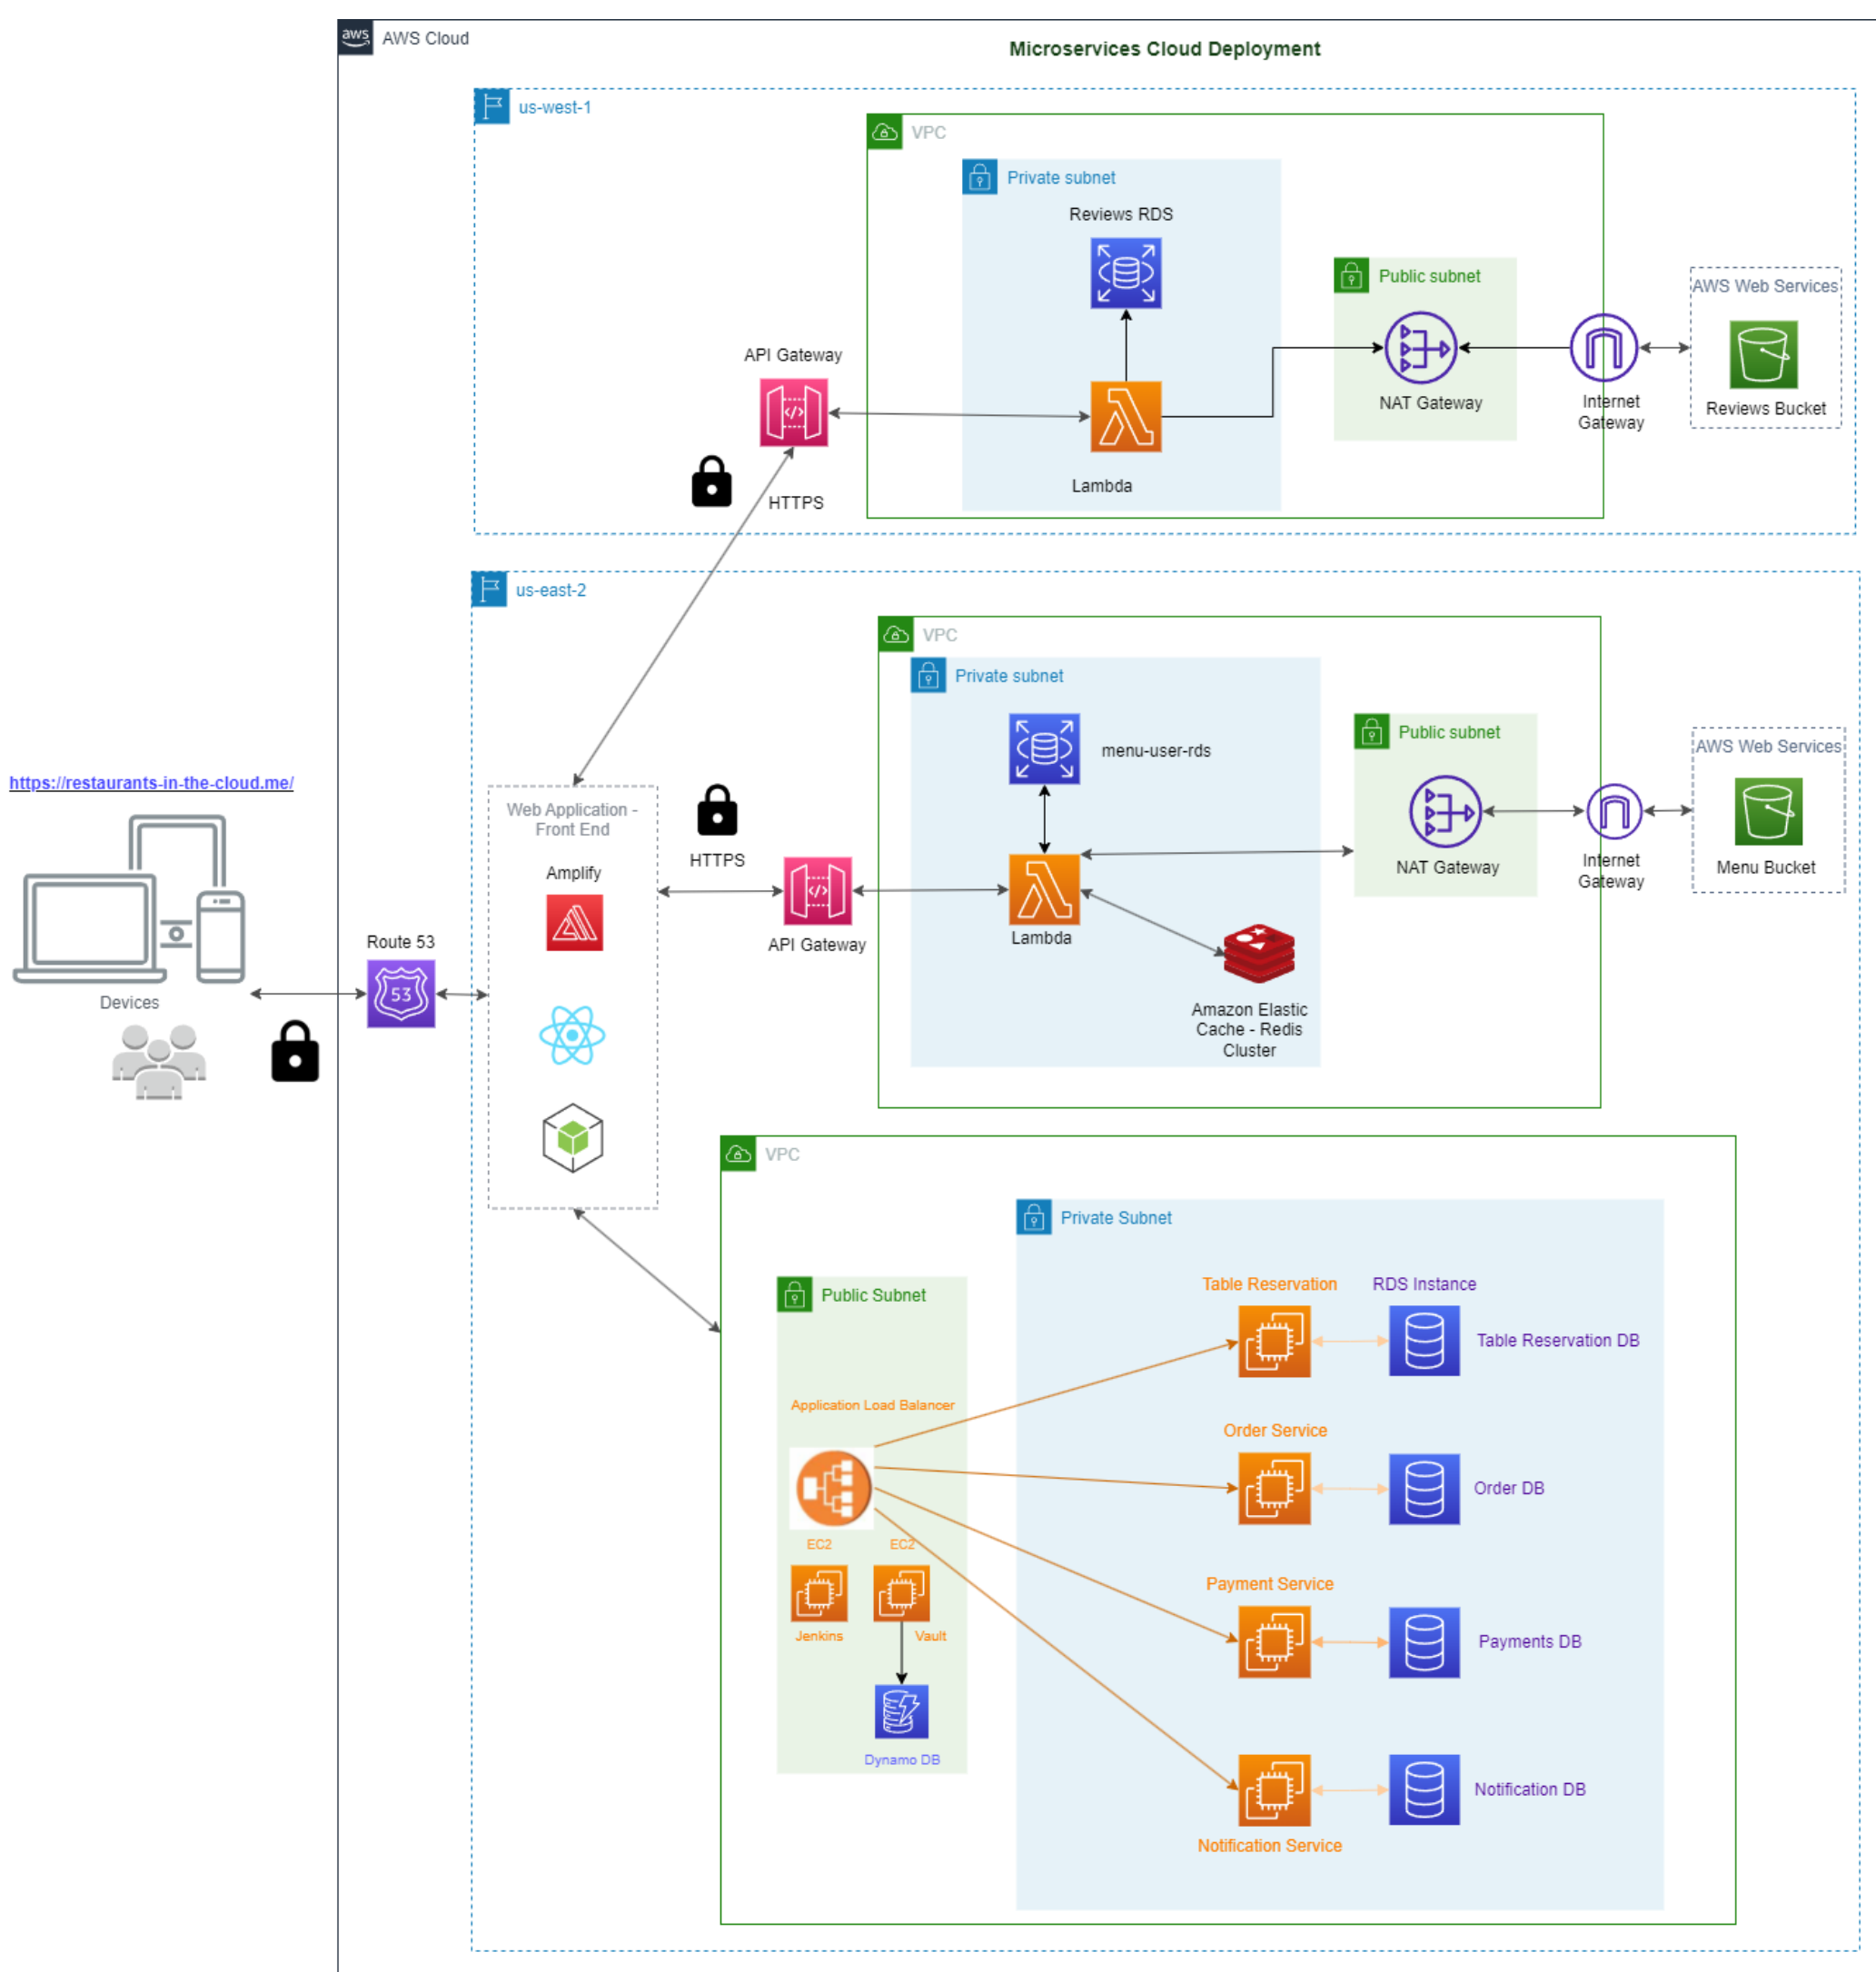 aws
AWS Cloud
Microservices Cloud Deployment
us-west-1
VPC
Private subnet
Reviews RDS
Public subnet
AWS Web Services
API Gateway
NAT Gateway
Internet
Gateway
Reviews Bucket
Lambda
HTTPS
us-east-2
VPC
Private subnet
menu-user-rds
Public subnet
AWS Web Services
https://restaurants-in-the-cloud.me/
Web Application -
Front End
HTTPS
Amplify
NAT Gateway
Internet
Gateway
Menu Bucket
API Gateway
Lambda
Route 53
53
Devices
Amazon Elastic
Cache - Redis
Cluster
VPC
Private Subnet
Public Subnet
Table Reservation
RDS Instance
Table Reservation DB
Application Load Balancer
Order Service
Order DB
EC2
EC2
Jenkins
Vault
Payment Service
Payments DB
Dynamo DB
Notification DB
Notification Service